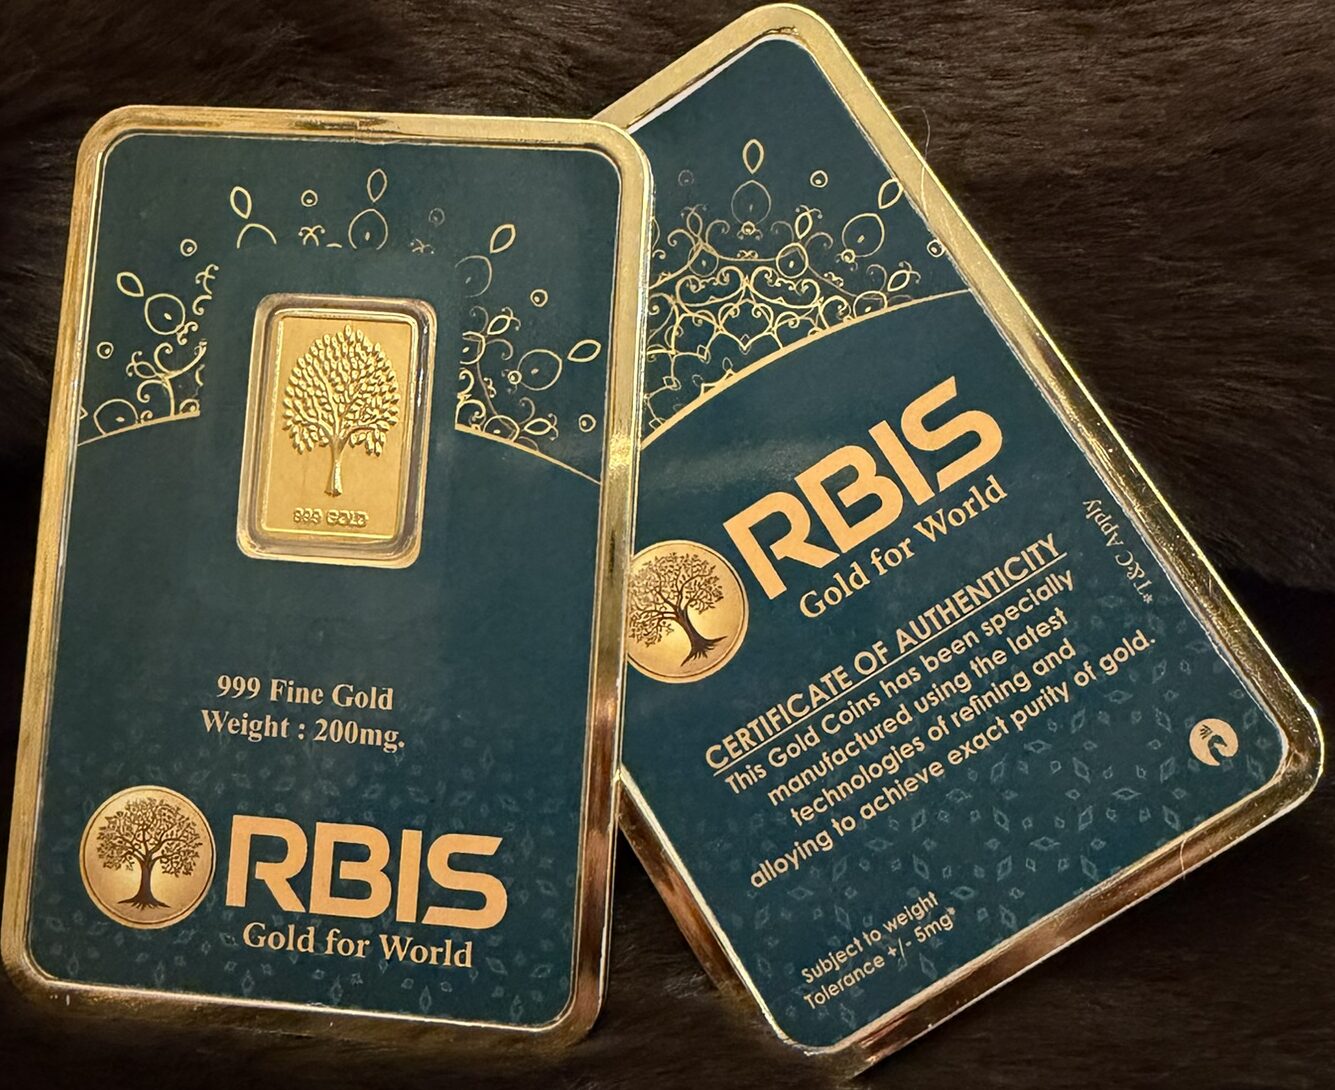 999 GOLD
999 Fine Gold
Weight : 200mg.
RBIS
Gold for World
RBIS
Gold for World
CERTIFICATE OF AUTHENTICITY
This Gold Coins has been specially
manufactured using the latest
technologies of refining and
alloying to achieve exact purity of gold.
*T&C Apply
Subject to weight
Tolerance +/- 5mg*